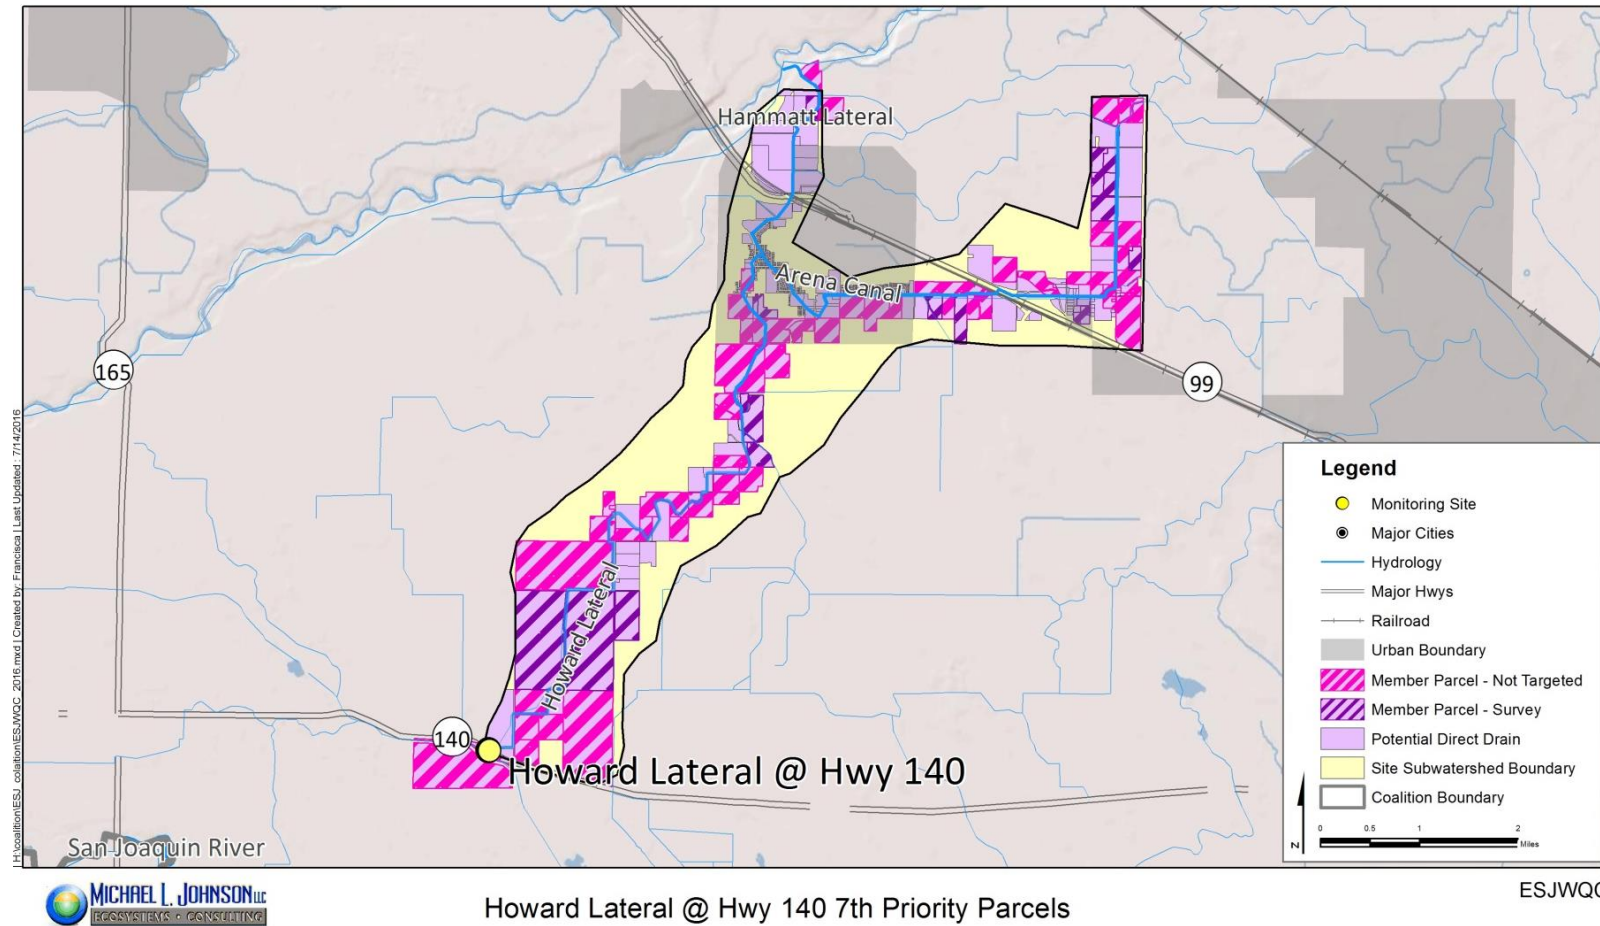 Hammatt Lateral
Arena Canal
165
99
Howard Lateral
140
Howard Lateral @ Hwy 140
San Joaquin River
Legend
Monitoring Site
Major Cities
Hydrology
Major Hwys
Railroad
Urban Boundary
Member Parcel - Not Targeted
Member Parcel - Survey
Potential Direct Drain
Site Subwatershed Boundary
Coalition Boundary
N
0 0.5 1 2
Miles
MICHAEL L. JOHNSON LLC
ECOSYSTEMS • CONSULTING
Howard Lateral @ Hwy 140 7th Priority Parcels
ESJWQC